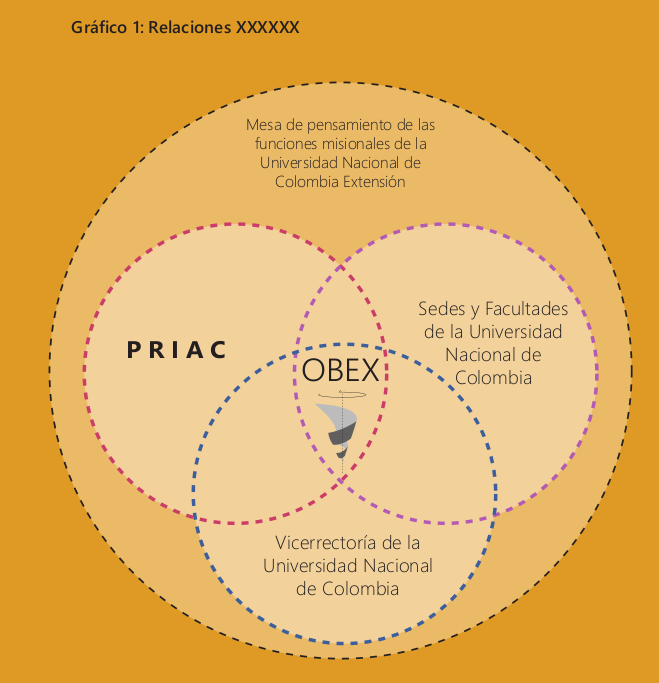 Gráfico 1: Relaciones XXXXXX
Mesa de pensamiento de las
funciones misionales de la
Universidad Nacional de
Colombia Extensión
PRIAC
Sedes y Facultades
de la Universidad
Nacional de
Colombia
OBEX
Vicerrectoría de la
Universidad Nacional
de Colombia